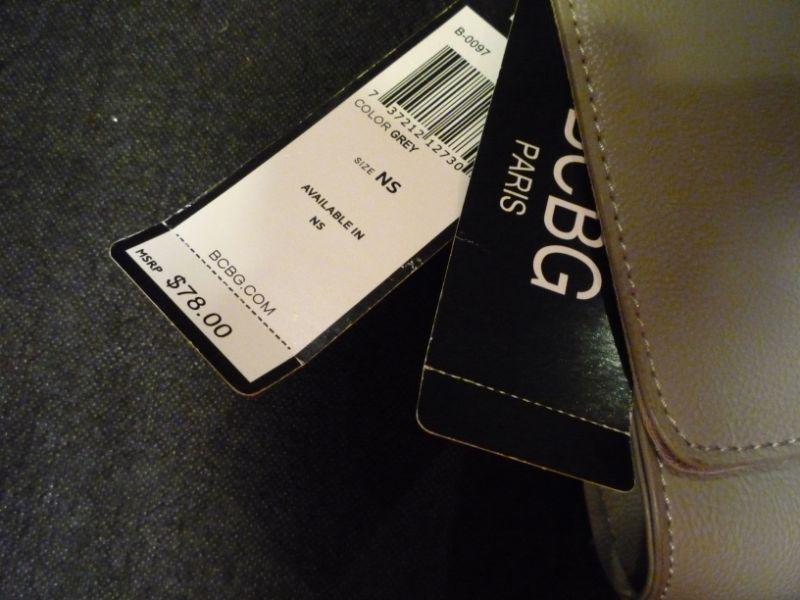 B-0097
7 37212 12730
COLOR GREY
SIZE NS
AVAILABLE IN
NS
BCBG.COM
MSRP $78.00
BCBG
PARIS